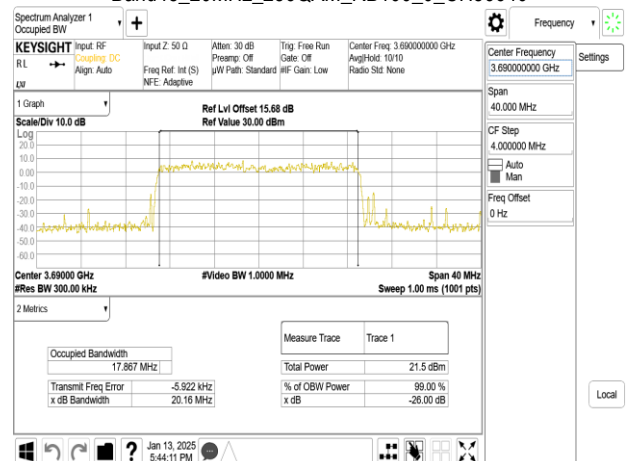 Spectrum Analyzer 1
Occupied BW
Frequency
KEYSIGHT
RL
LXI
Input: RF
Coupling: DC
Align: Auto
Input Z: 50 Ω
Freq Ref: Int (S)
NFE: Adaptive
Atten: 30 dB
Preamp: Off
µW Path: Standard
Trig: Free Run
Gate: Off
#IF Gain: Low
Center Freq: 3.690000000 GHz
Avg|Hold: 10/10
Radio Std: None
Center Frequency
3.690000000 GHz
Settings
Span
40.000 MHz
CF Step
4.000000 MHz
Auto
Man
Freq Offset
0 Hz
Local
1 Graph
Scale/Div 10.0 dB
Ref Lvl Offset 15.68 dB
Ref Value 30.00 dBm
Log
20.0
10.0
0.00
-10.0
-20.0
-30.0
-40.0
-50.0
-60.0
Center 3.69000 GHz
#Res BW 300.00 kHz
#Video BW 1.0000 MHz
Span 40 MHz
Sweep 1.00 ms (1001 pts)
2 Metrics
Measure Trace Trace 1
Occupied Bandwidth
17.867 MHz
Total Power 21.5 dBm
Transmit Freq Error -5.922 kHz
% of OBW Power 99.00 %
x dB Bandwidth 20.16 MHz
x dB -26.00 dB
Jan 13, 2025
5:44:11 PM